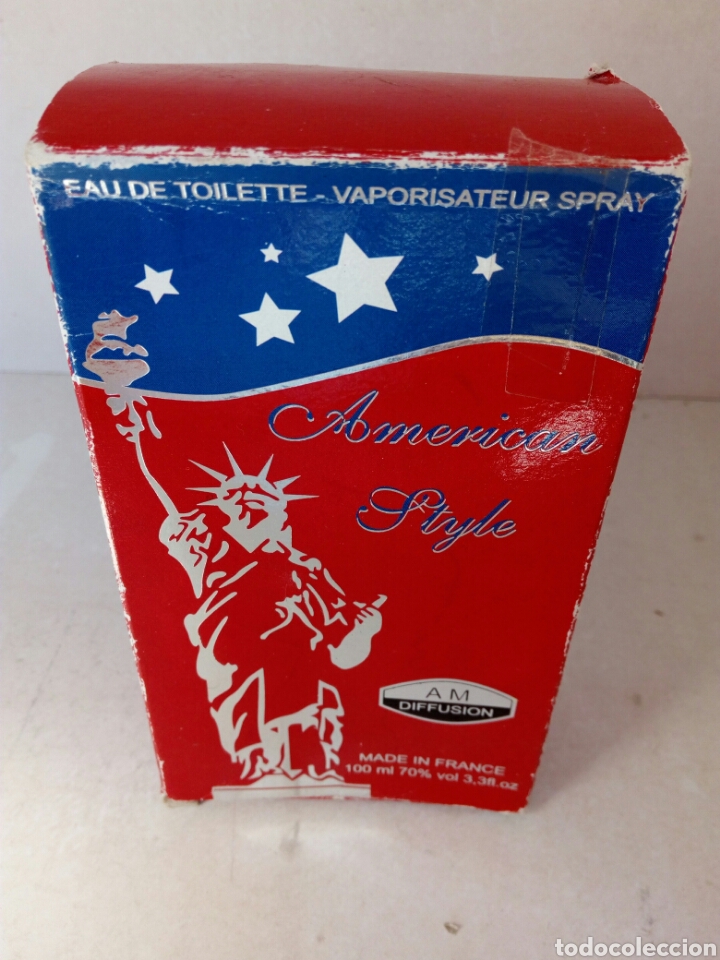 EAU DE TOILETTE - VAPORISATEUR SPRAY
American
Style
AM
DIFFUSION
MADE IN FRANCE
100 ml 70% vol 3,3fl.oz
todocoleccion